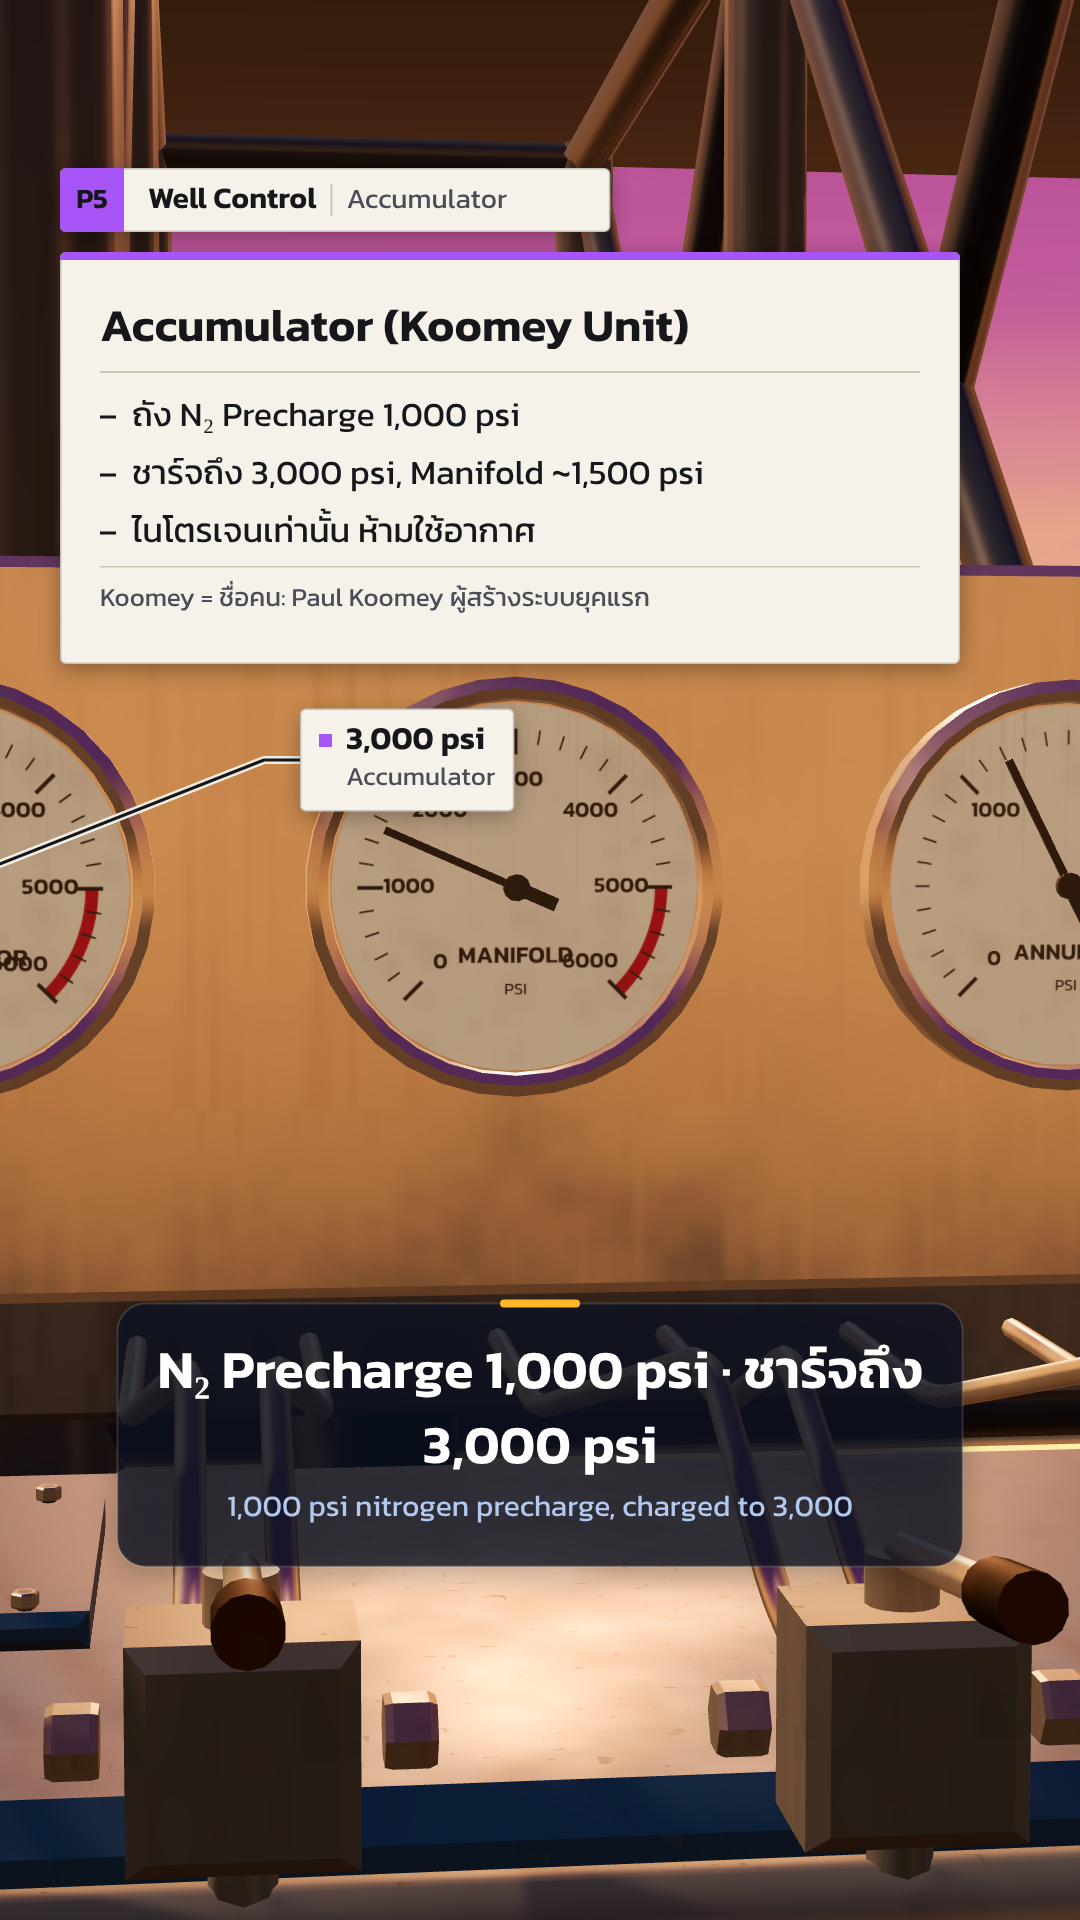 P5 Well Control Accumulator
Accumulator (Koomey Unit)
– ถัง N₂ Precharge 1,000 psi
– ชาร์จถึง 3,000 psi, Manifold ~1,500 psi
– ไนโตรเจนเท่านั้น ห้ามใช้อากาศ
Koomey = ชื่อคน: Paul Koomey ผู้สร้างระบบยุคแรก
3,000 psi
Accumulator
5000
1000
4000
5000
0 MANIFOLD 6000
PSI
1000
0
PSI
N₂ Precharge 1,000 psi · ชาร์จถึง
3,000 psi
1,000 psi nitrogen precharge, charged to 3,000